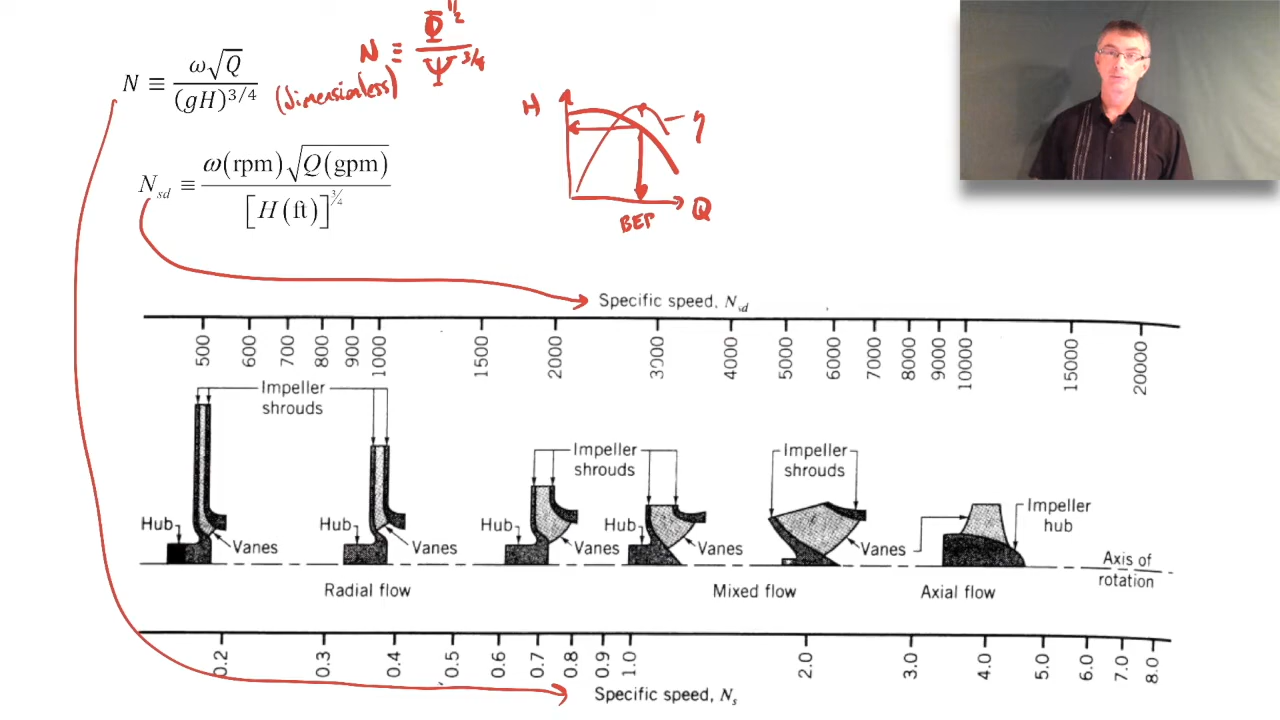 N ≡ Φ^1/2 / Ψ^3/4
N ≡ ω√Q / (gH)^3/4
(dimensionless)
N_sd ≡ ω(rpm)√Q(gpm) / [H(ft)]^3/4
H
η
BEP
Q
Specific speed, N_sd
500 600 700 800 900 1000 1500 2000 3000 4000 5000 6000 7000 8000 9000 10000 15000 20000
Impeller
shrouds
Impeller
shrouds
Impeller
shrouds
Impeller
hub
Hub
Vanes
Hub
Vanes
Hub
Vanes
Hub
Vanes
Vanes
Axis of
rotation
Radial flow
Mixed flow
Axial flow
0.2 0.3 0.4 0.5 0.6 0.7 0.8 0.9 1.0 2.0 3.0 4.0 5.0 6.0 7.0 8.0
Specific speed, N_s